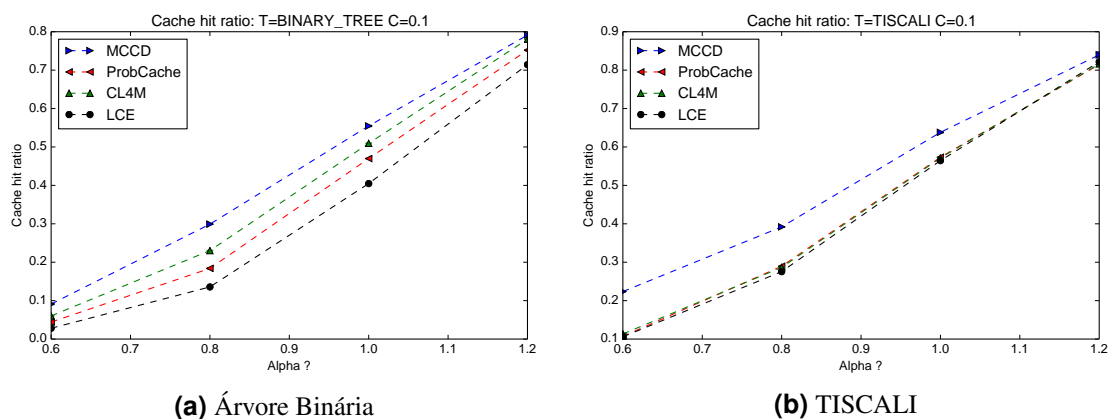 Cache hit ratio: T=BINARY_TREE C=0.1
0.8
0.7
0.6
0.5
0.4
0.3
0.2
0.1
0.0
Cache hit ratio
MCCD
ProbCache
CL4M
LCE
0.6 0.7 0.8 0.9 1.0 1.1 1.2
Alpha ?
(a) Árvore Binária
Cache hit ratio: T=TISCALI C=0.1
0.9
0.8
0.7
0.6
0.5
0.4
0.3
0.2
0.1
Cache hit ratio
MCCD
ProbCache
CL4M
LCE
0.6 0.7 0.8 0.9 1.0 1.1 1.2
Alpha ?
(b) TISCALI